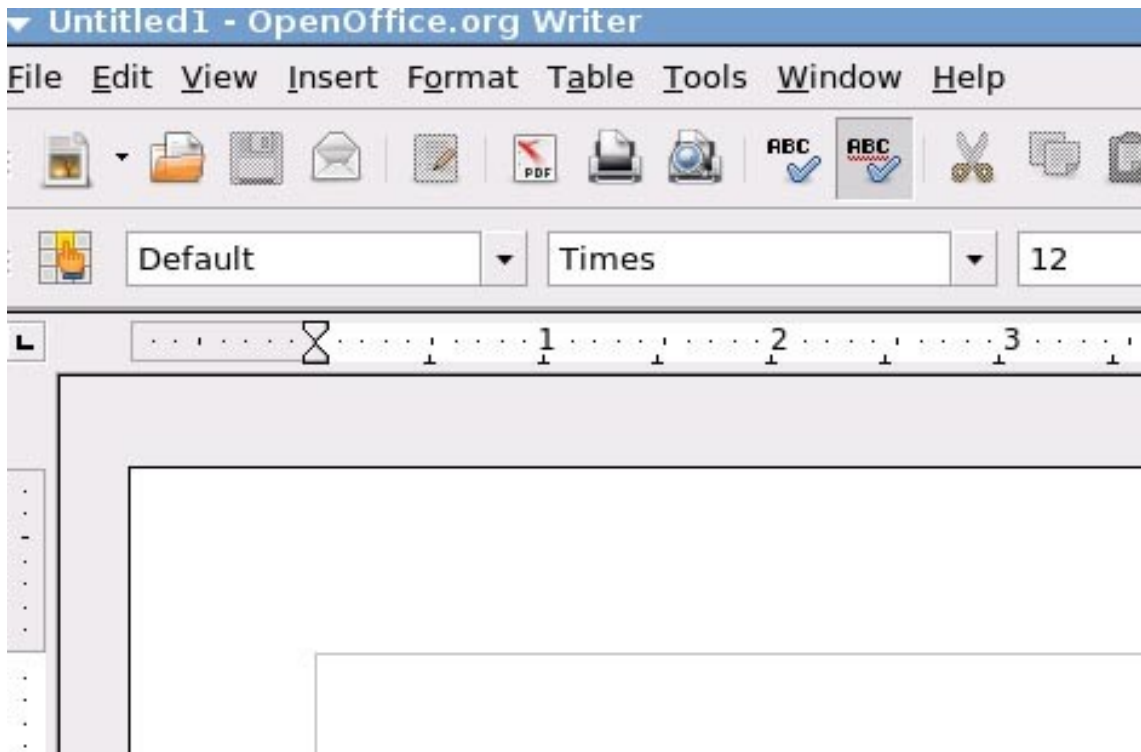 Untitled1 - OpenOffice.org Writer
File Edit View Insert Format Table Tools Window Help
PDF ABC ABC
Default Times 12
1 2 3